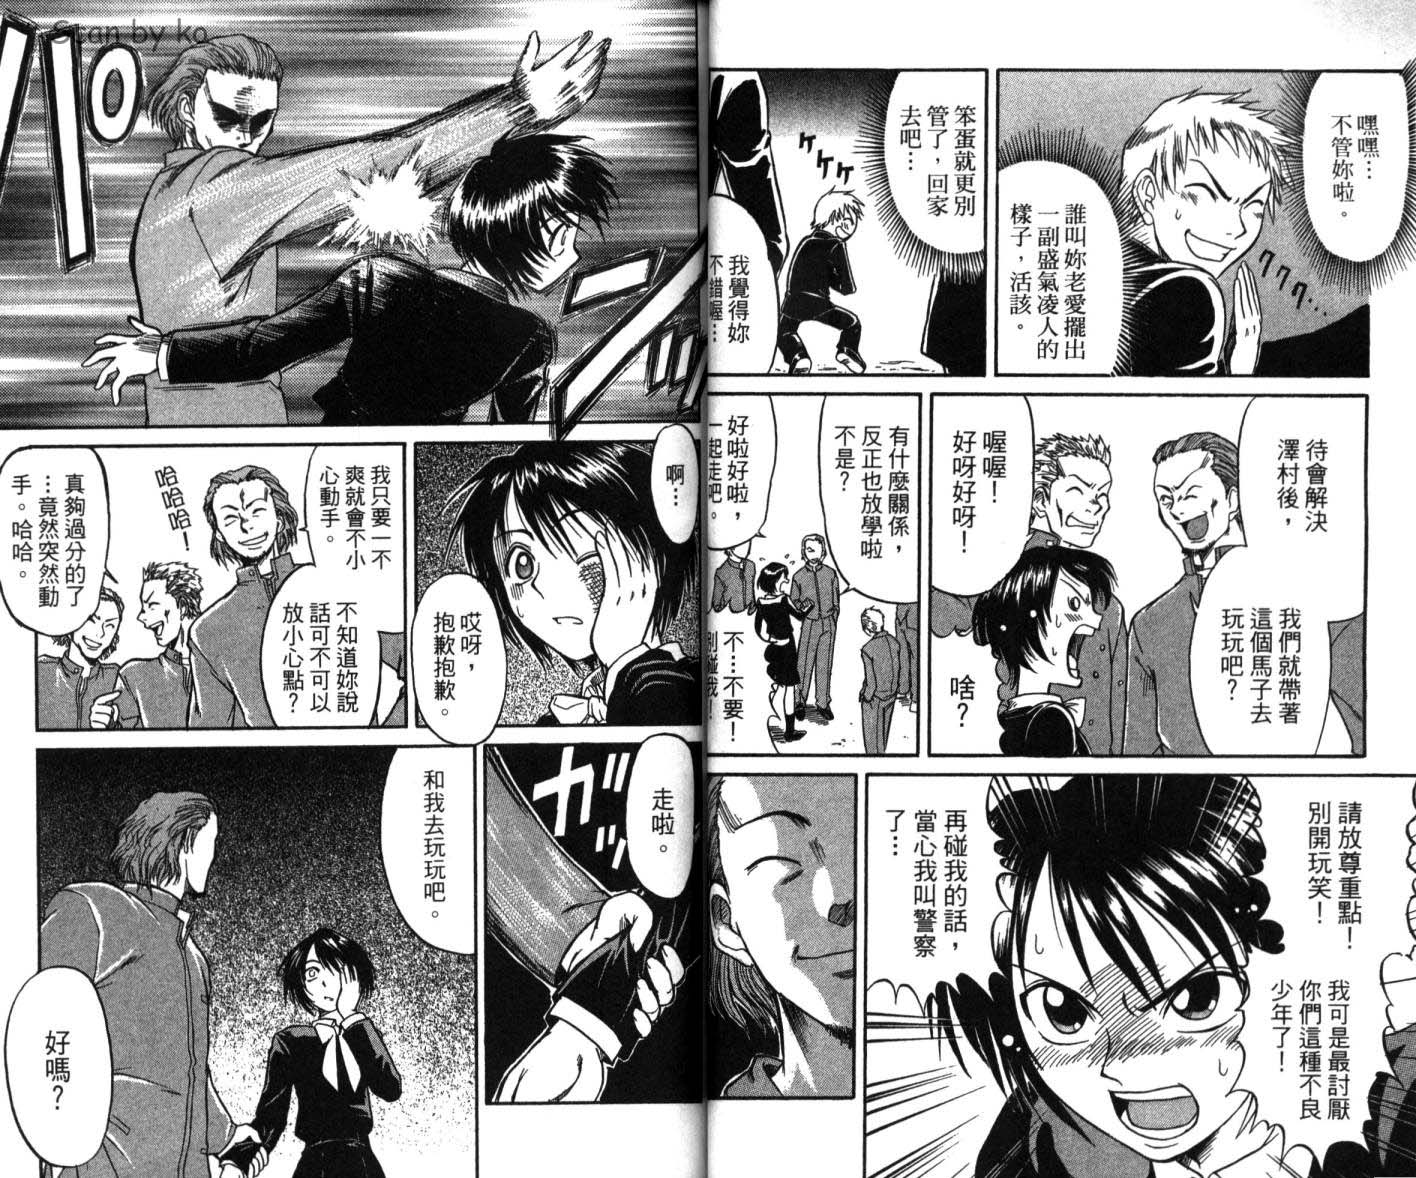 Scan by ko
嘿嘿…
不管妳啦。
誰叫妳老愛擺出
一副盛氣凌人的
樣子，活該。
ククク…
笨蛋就更別
管了，回家
去吧…
ケケケ
我覺得妳
不錯喔…
待會解決
澤村後，
我們就帶著
這個馬子去
玩玩吧？
喔喔！
好呀好呀！
啥？
有什麼關係，
反正也放學啦
不是？
好啦好啦，
一起走吧。
不…不要！
別碰我！
請放尊重點！
別開玩笑！
我可是最討厭
你們這種不良
少年了！
再碰我的話，
當心我叫警察
了…
啊…
哎呀，
抱歉抱歉。
我只要一不
爽就會不小
心動手。
不知道妳說
話可不可以
放小心點？
哈哈哈！
真夠過分的了
…竟然突然動
手。哈哈。
走啦。
ガッ
和我去玩玩吧。
好嗎？